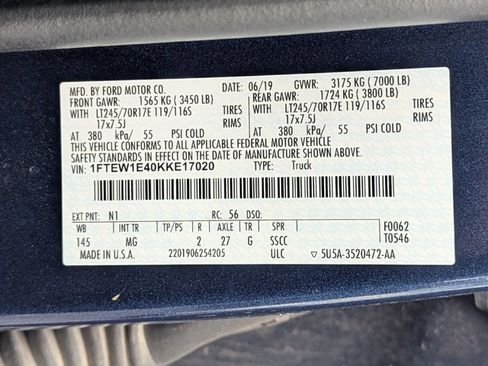 MFD. BY FORD MOTOR CO. DATE: 06/19 GVWR: 3175 KG ( 7000 LB)
FRONT GAWR: 1565 KG ( 3450 LB) REAR GAWR: 1724 KG ( 3800 LB)
WITH LT245/70R17E 119/116S TIRES WITH LT245/70R17E 119/116S TIRES
17x7.5J RIMS 17x7.5J RIMS
AT 380 kPa/ 55 PSI COLD AT 380 kPa/ 55 PSI COLD
THIS VEHICLE CONFORMS TO ALL APPLICABLE FEDERAL MOTOR VEHICLE
SAFETY STANDARDS IN EFFECT ON THE DATE OF MANUFACTURE SHOWN ABOVE.
VIN: 1FTEW1E40KKE17020 TYPE: Truck
EXT PNT: N1 RC: 56 DSO: F0062
WB TP/PS R AXLE TR SPR T0546
145 MG 2 27 G SSCC
MADE IN U.S.A. 2201906254205 ULC 5U5A-3520472-AA